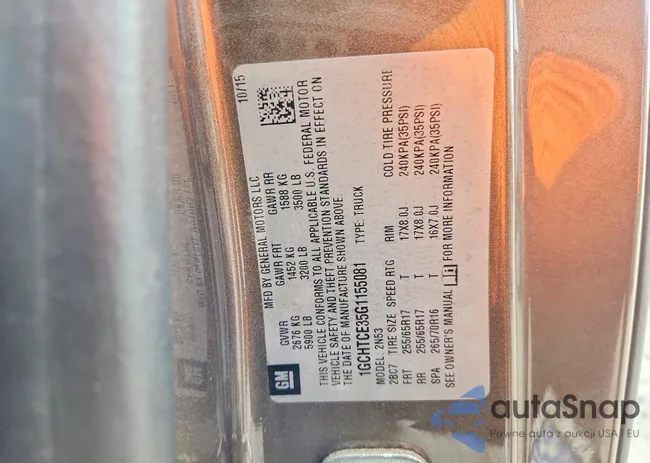 GM
MFD BY GENERAL MOTORS LLC
10/15
GVWR GAWR FRT GAWR RR
2676 KG 1452 KG 1588 KG
5900 LB 3200 LB 3500 LB
THIS VEHICLE CONFORMS TO ALL APPLICABLE U.S. FEDERAL MOTOR
VEHICLE SAFETY AND THEFT PREVENTION STANDARDS IN EFFECT ON
THE DATE OF MANUFACTURE SHOWN ABOVE.
1GCHTCE35G1155081 TYPE: TRUCK
MODEL: 2N53
2BC7 TIRE SIZE SPEED RTG RIM COLD TIRE PRESSURE
FRT 255/65R17 T 17X8.0J 240KPA(35PSI)
RR 255/65R17 T 17X8.0J 240KPA(35PSI)
SPA 265/70R16 T 16X7.0J 240KPA(35PSI)
SEE OWNER'S MANUAL FOR MORE INFORMATION
autaSnap
Pewne auta z aukcji USA i EU